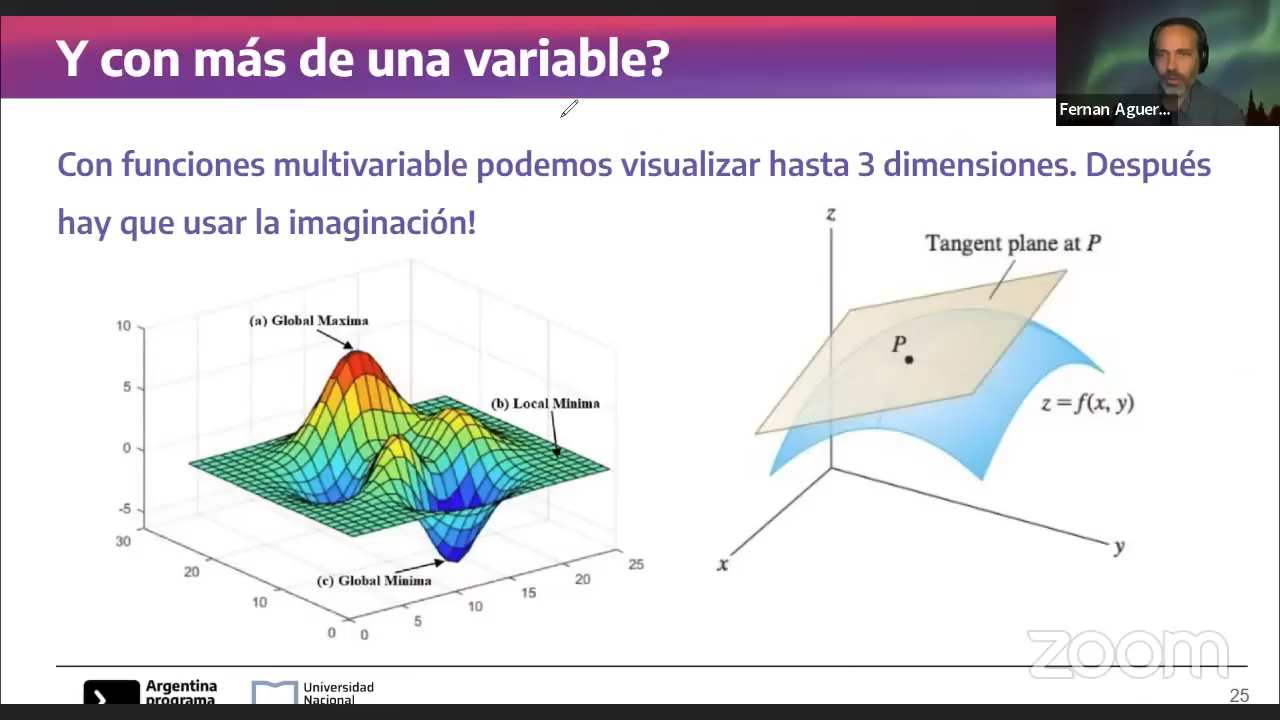 Y con más de una variable?
Fernan Aguer...
Con funciones multivariable podemos visualizar hasta 3 dimensiones. Después
hay que usar la imaginación!
z
Tangent plane at P
P
z = f(x, y)
x
y
(a) Global Maxima
(b) Local Minima
(c) Global Minima
10
5
0
-5
30
20
10
0
0
5
10
15
20
25
zoom
Argentina
programa
Universidad
Nacional
25